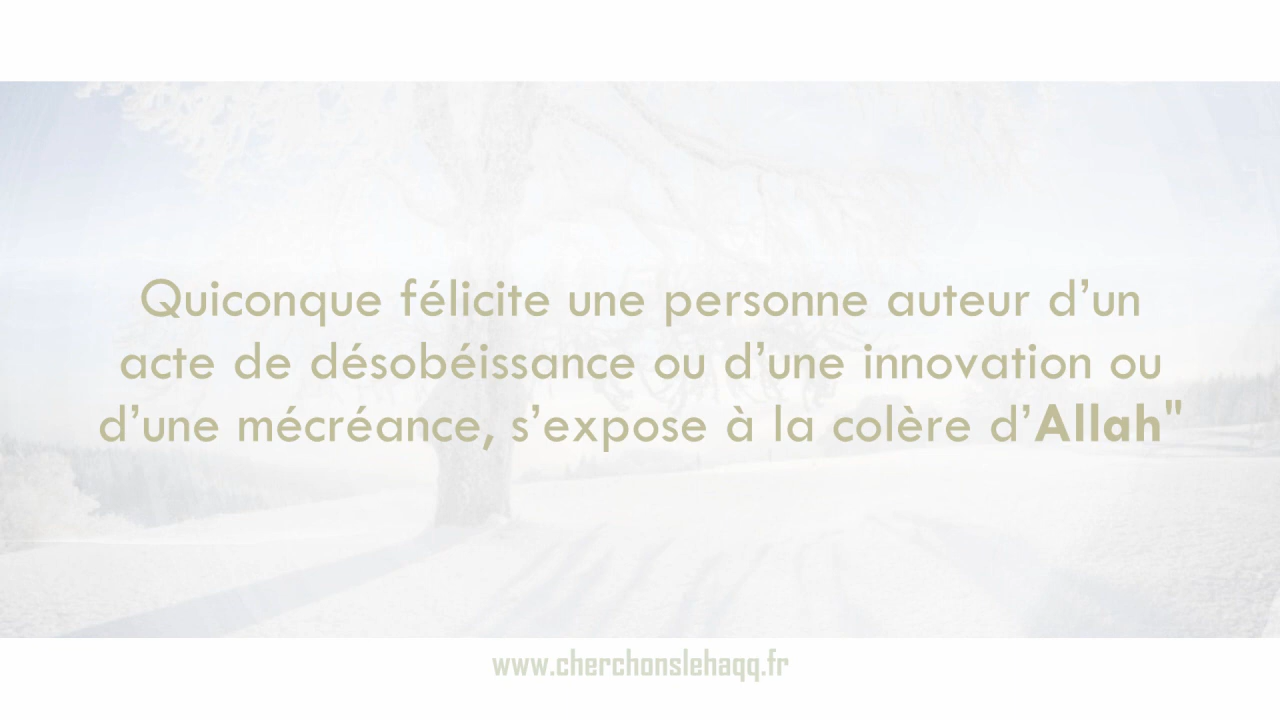 Quiconque félicite une personne auteur d’un
acte de désobéissance ou d’une innovation ou
d’une mécréance, s’expose à la colère d’Allah"
www.cherchonslehaqq.fr